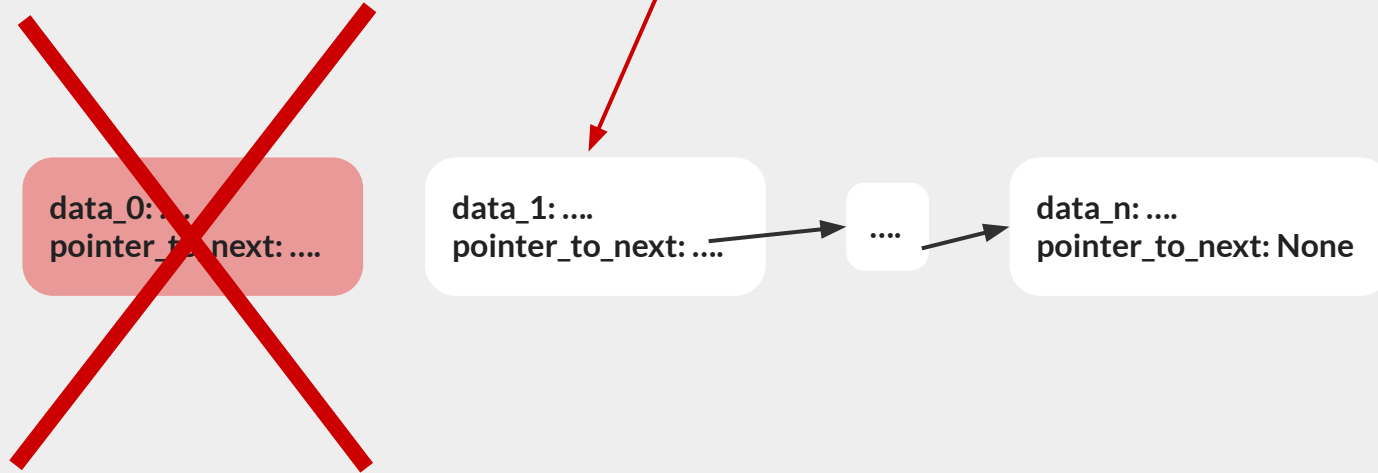 data_0: ....
pointer_to_next: ....
data_1: ....
pointer_to_next: ....
....
data_n: ....
pointer_to_next: None